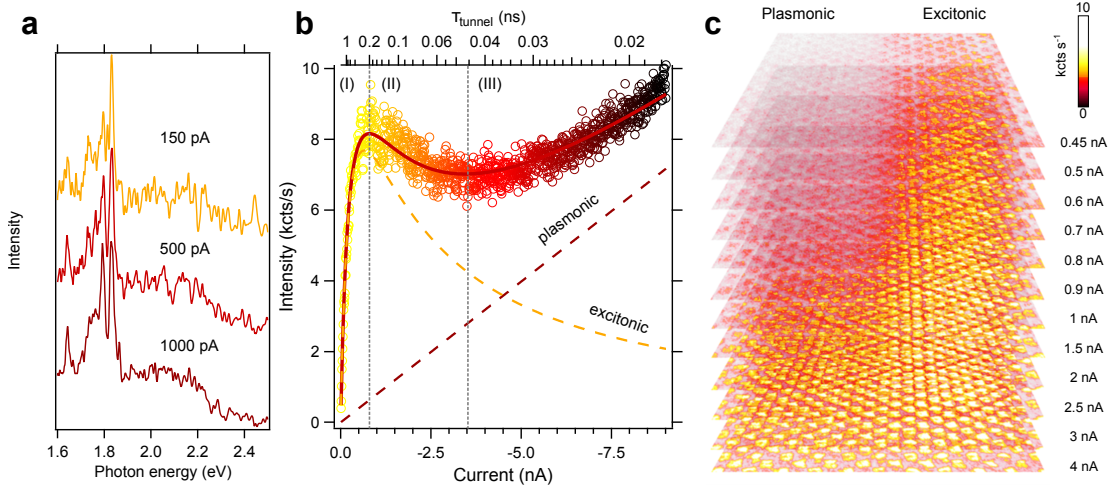 a
150 pA
500 pA
1000 pA
Intensity
1.6 1.8 2.0 2.2 2.4
Photon energy (eV)
b
Τtunnel (ns)
1 0.2 0.1 0.06 0.04 0.03 0.02
(I) (II) (III)
10
8
6
4
2
0
Intensity (kcts/s)
plasmonic
excitonic
0.0 -2.5 -5.0 -7.5
Current (nA)
c
Plasmonic Excitonic
10
0
kcts s-1
0.45 nA
0.5 nA
0.6 nA
0.7 nA
0.8 nA
0.9 nA
1 nA
1.5 nA
2 nA
2.5 nA
3 nA
4 nA